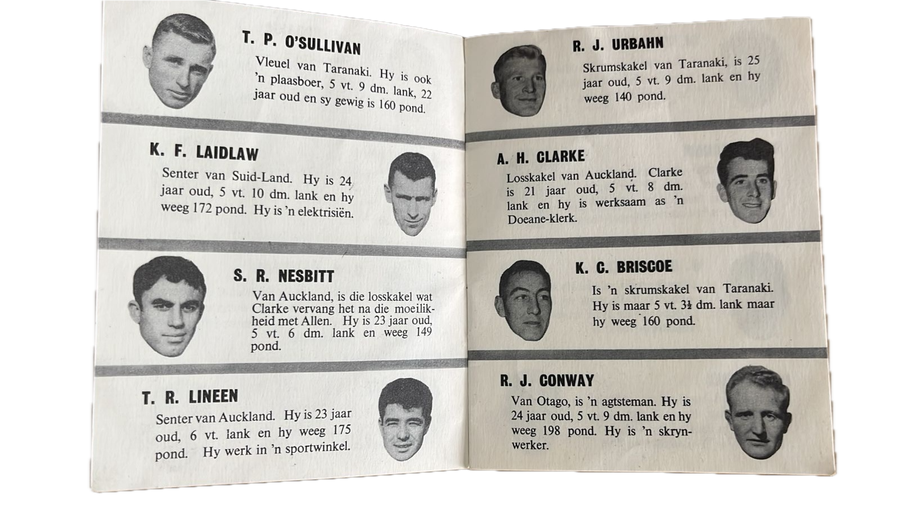 T. P. O'SULLIVAN
Vleuel van Taranaki. Hy is ook
'n plaasboer, 5 vt. 9 dm. lank, 22
jaar oud en sy gewig is 160 pond.
K. F. LAIDLAW
Senter van Suid-Land. Hy is 24
jaar oud, 5 vt. 10 dm. lank en hy
weeg 172 pond. Hy is 'n elektrisiën.
S. R. NESBITT
Van Auckland, is die losskakel wat
Clarke vervang het na die moeilik-
heid met Allen. Hy is 23 jaar oud,
5 vt. 6 dm. lank en weeg 149
pond.
T. R. LINEEN
Senter van Auckland. Hy is 23 jaar
oud, 6 vt. lank en hy weeg 175
pond. Hy werk in 'n sportwinkel.
R. J. URBAHN
Skrumskakel van Taranaki, is 25
jaar oud, 5 vt. 9 dm. lank en hy
weeg 140 pond.
A. H. CLARKE
Losskakel van Auckland. Clarke
is 21 jaar oud, 5 vt. 8 dm.
lank en hy is werksaam as 'n
Doeane-klerk.
K. C. BRISCOE
Is 'n skrumskakel van Taranaki.
Hy is maar 5 vt. 3½ dm. lank maar
hy weeg 160 pond.
R. J. CONWAY
Van Otago, is 'n agtsteman. Hy is
24 jaar oud, 5 vt. 9 dm. lank en hy
weeg 198 pond. Hy is 'n skryn-
werker.